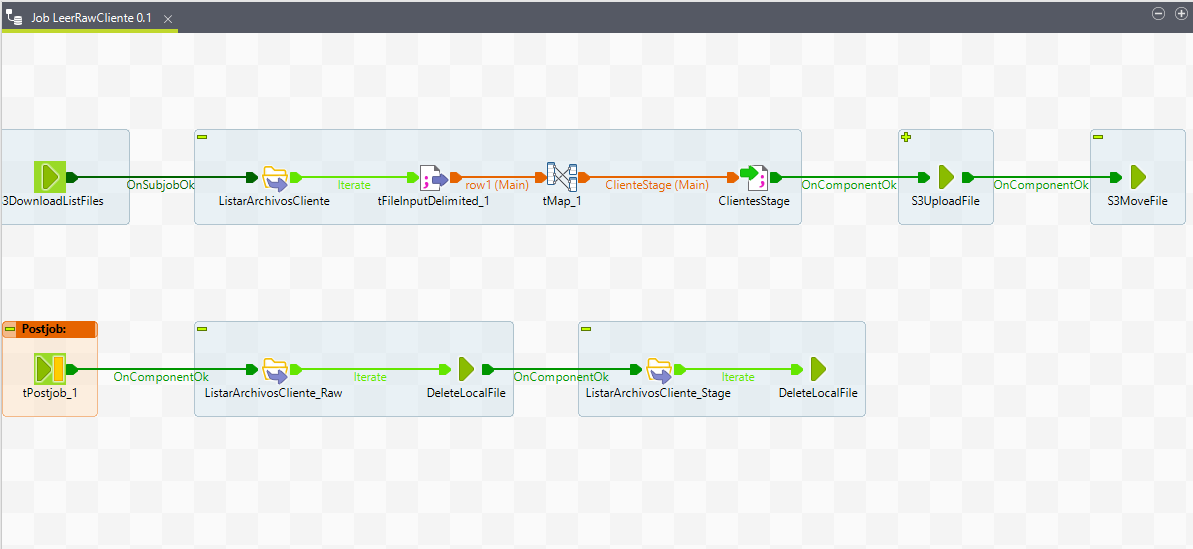 Job LeerRawCliente 0.1
OnSubjobOk
Iterate
row1 (Main)
ClienteStage (Main)
OnComponentOk
OnComponentOk
3DownloadListFiles
ListarArchivosCliente
tFileInputDelimited_1
tMap_1
ClientesStage
S3UploadFile
S3MoveFile
Postjob:
OnComponentOk
Iterate
OnComponentOk
Iterate
tPostjob_1
ListarArchivosCliente_Raw
DeleteLocalFile
ListarArchivosCliente_Stage
DeleteLocalFile